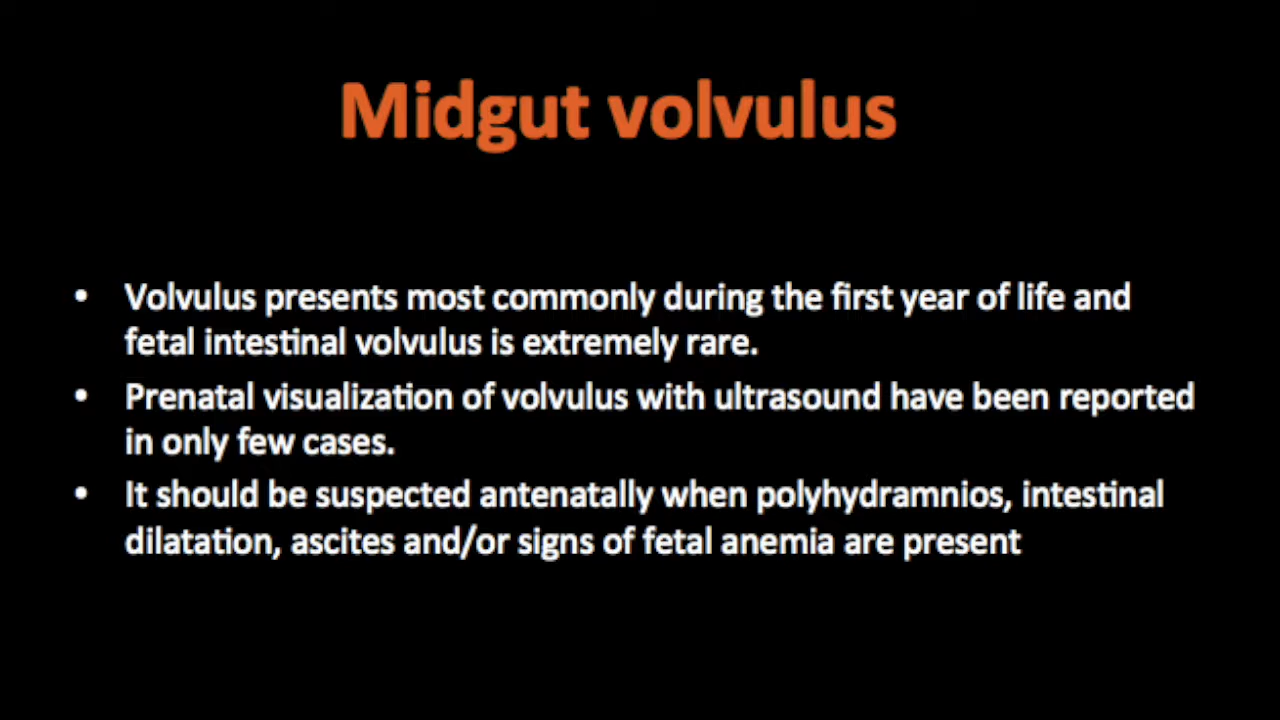 Midgut volvulus
• Volvulus presents most commonly during the first year of life and
fetal intestinal volvulus is extremely rare.
• Prenatal visualization of volvulus with ultrasound have been reported
in only few cases.
• It should be suspected antenatally when polyhydramnios, intestinal
dilatation, ascites and/or signs of fetal anemia are present